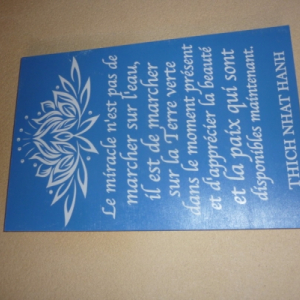 Le miracle n'est pas de
marcher sur l'eau,
il est de marcher
sur la Terre verte
dans le moment présent
et d'apprécier la beauté
et la paix qui sont
disponibles maintenant.
THICH NHAT HANH